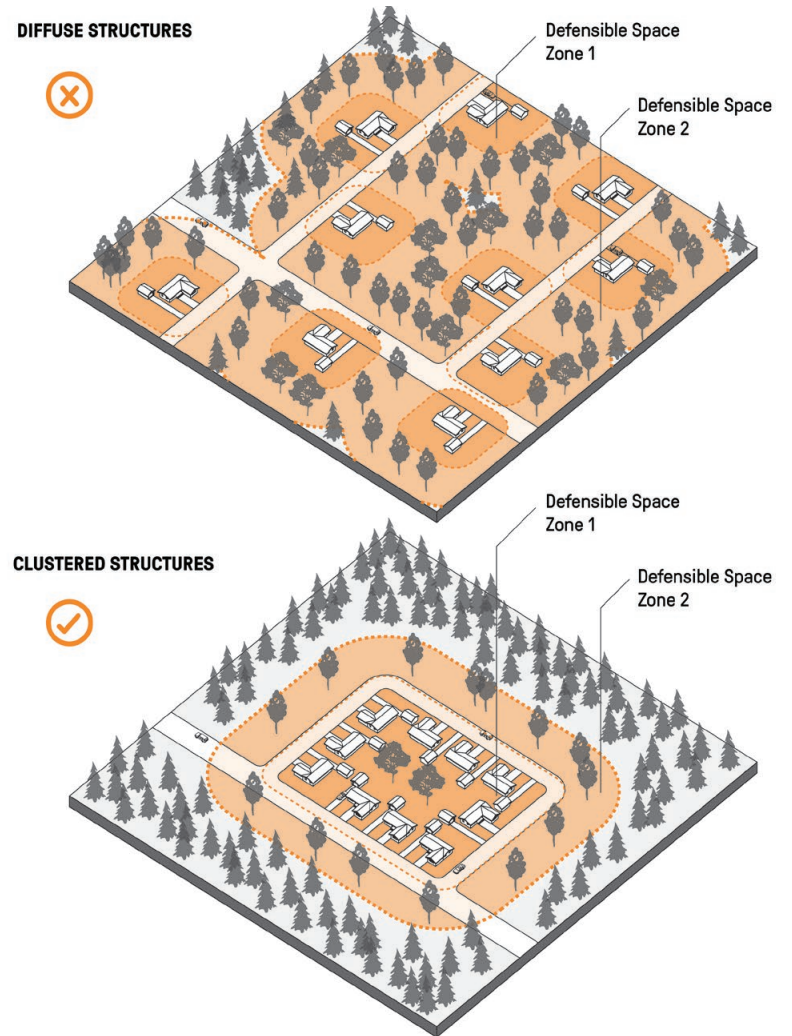 DIFFUSE STRUCTURES
Defensible Space
Zone 1
Defensible Space
Zone 2
CLUSTERED STRUCTURES
Defensible Space
Zone 1
Defensible Space
Zone 2